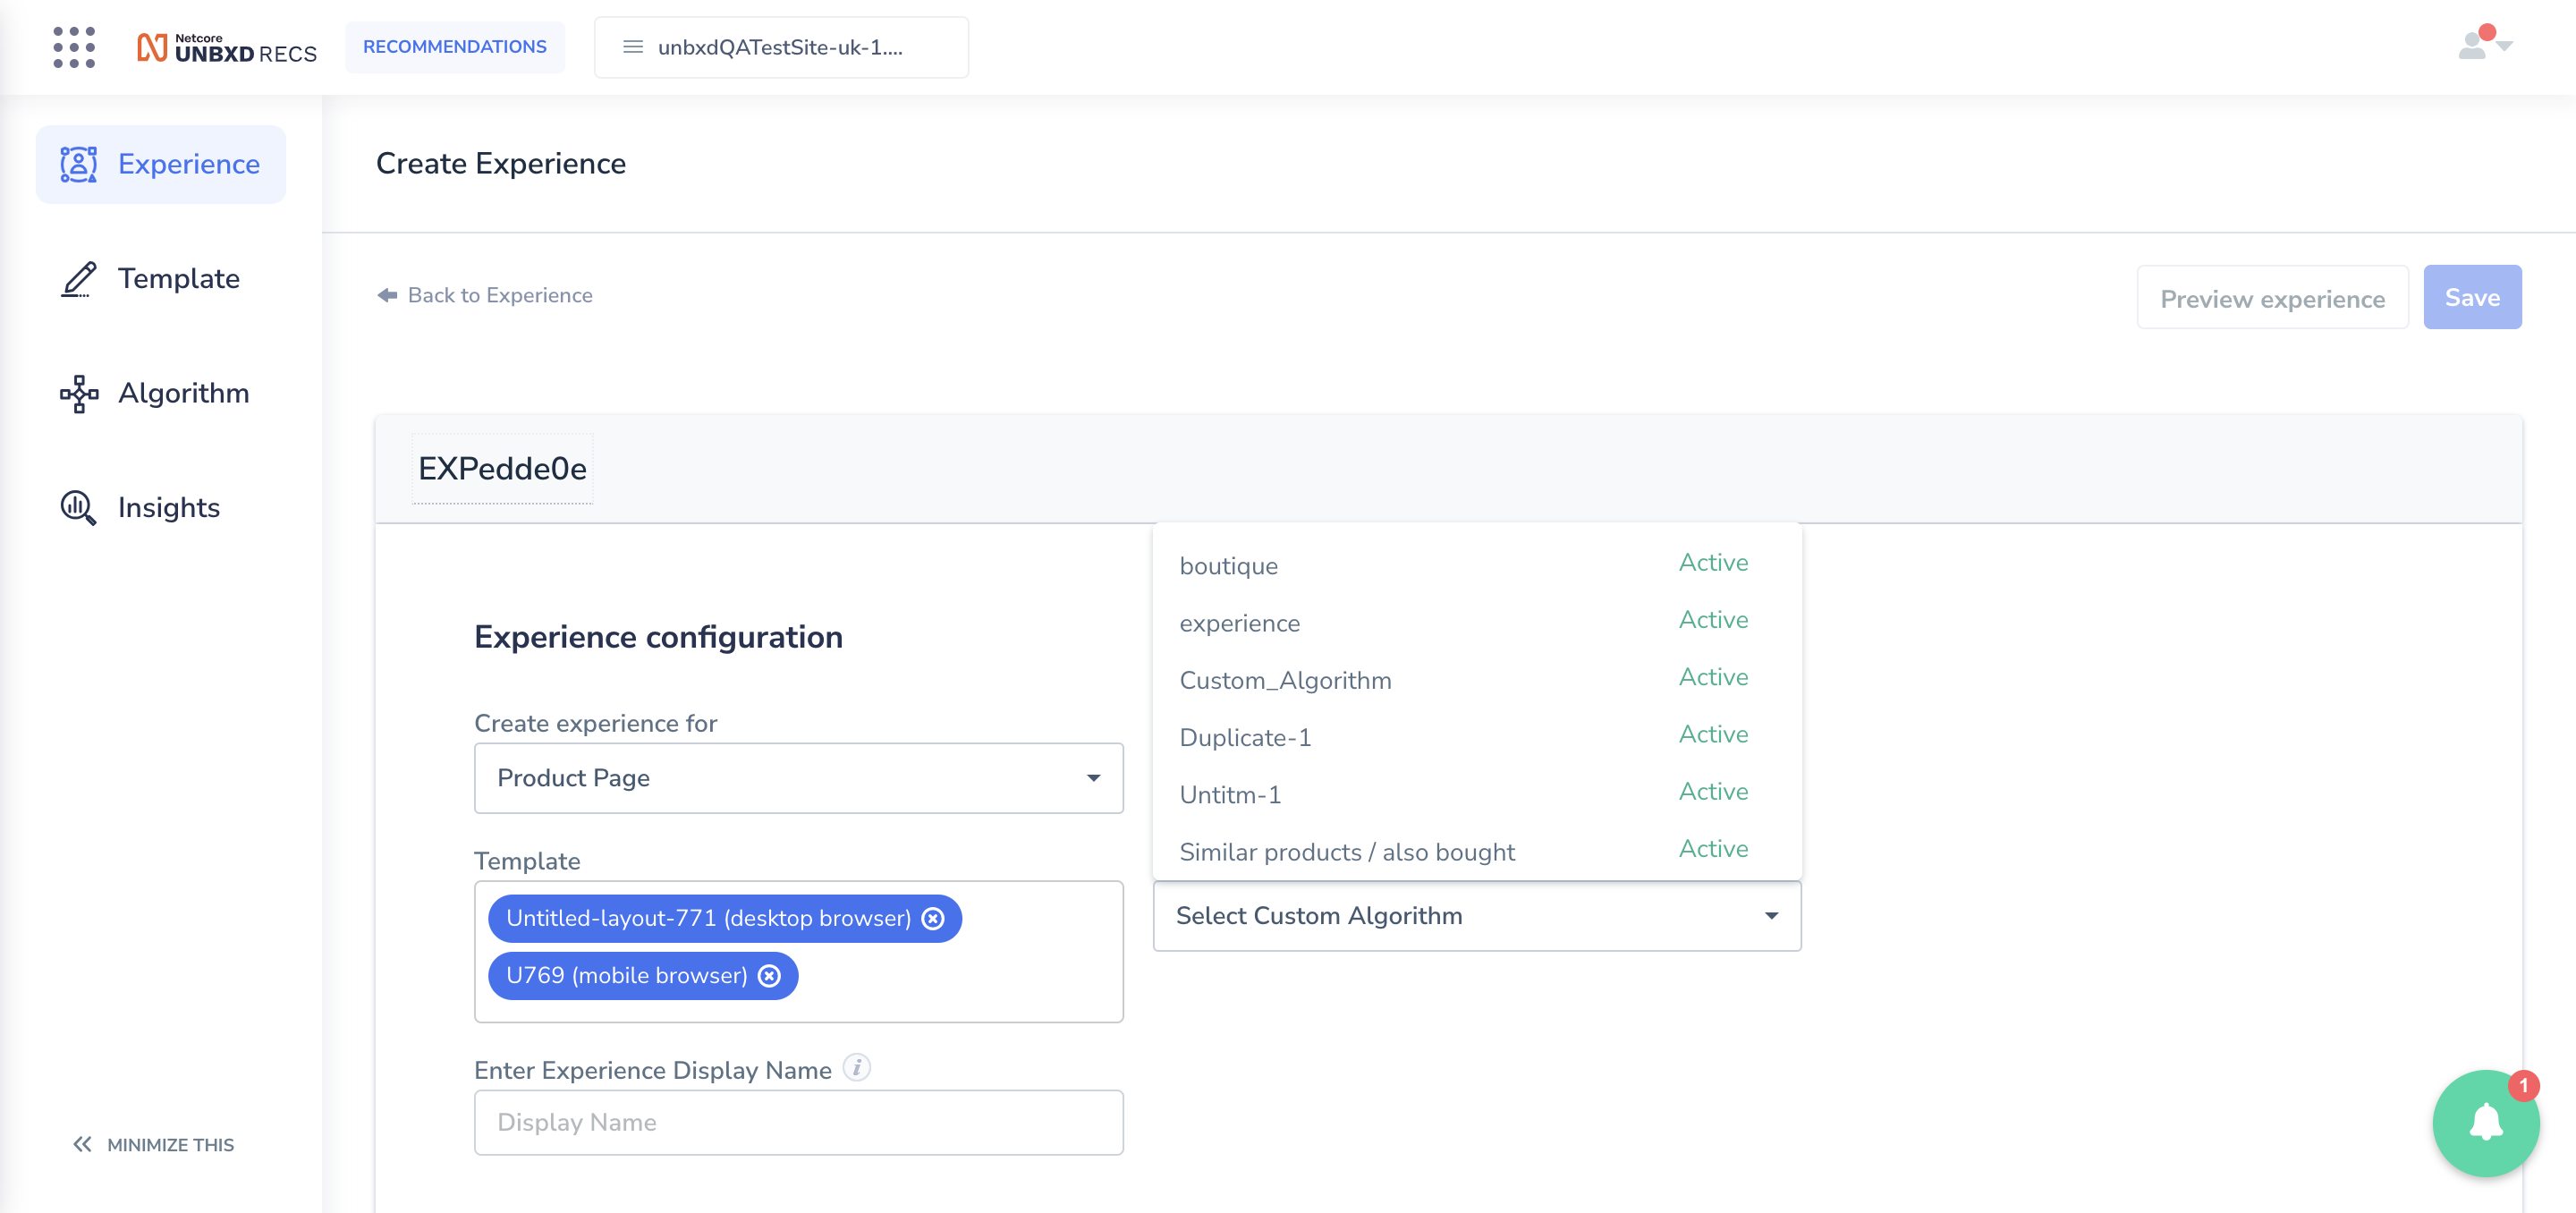 Netcore
UNBXD RECS
RECOMMENDATIONS
unbxdQATestSite-uk-1....
Experience
Template
Algorithm
Insights
MINIMIZE THIS
Create Experience
Back to Experience
Preview experience
Save
EXPedde0e
Experience configuration
Create experience for
Product Page
Template
Untitled-layout-771 (desktop browser)
U769 (mobile browser)
Enter Experience Display Name i
Display Name
boutique Active
experience Active
Custom_Algorithm Active
Duplicate-1 Active
Untitm-1 Active
Similar products / also bought Active
Select Custom Algorithm
1